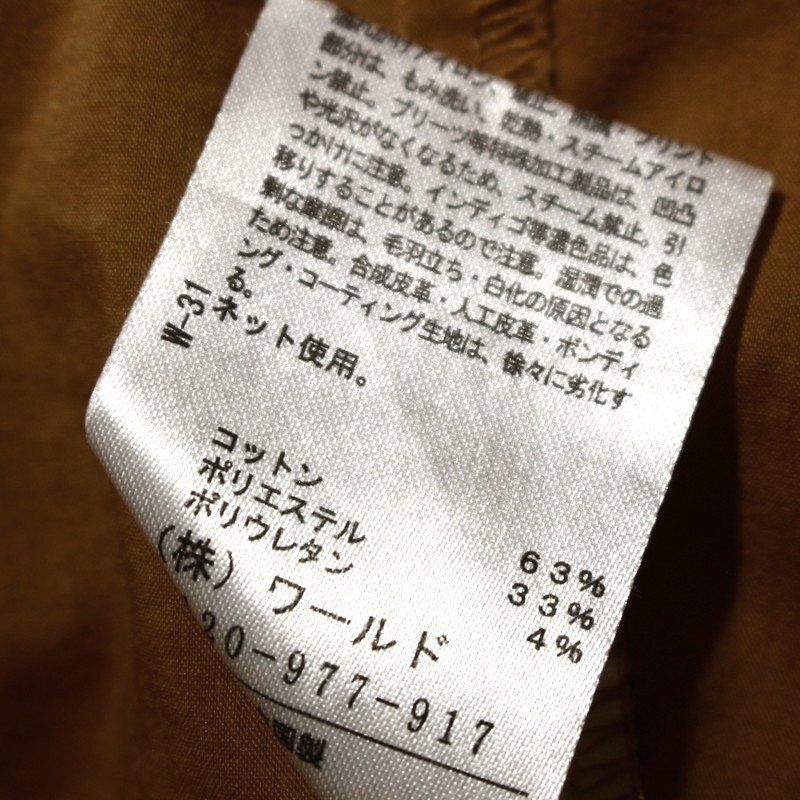 部分は、もみ洗い、乾熱・スチームアイロ
ン禁止。プリーツ等特殊加工製品は、凹凸
や光沢がなくなるため、スチーム禁止。引
っかけに注意。インディゴ等濃色品は、色
移りすることがあるので注意。湿潤での過
剰な範囲は、毛羽立ち・白化の原因となる
ため注意。合成皮革・人工皮革・ボンディ
ング・コーティング生地は、徐々に劣化す
る。
W-31
ネット使用。
コットン 63%
ポリエステル 33%
ポリウレタン 4%
(株) ワールド
20-977-917
国製